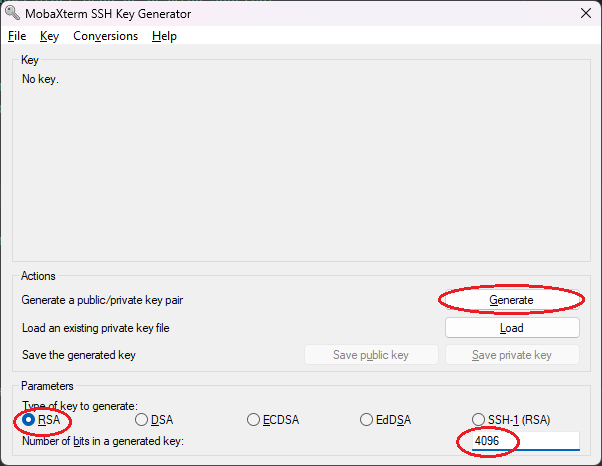 MobaXterm SSH Key Generator
File Key Conversions Help
Key
No key.
Actions
Generate a public/private key pair Generate
Load an existing private key file Load
Save the generated key Save public key Save private key
Parameters
Type of key to generate:
RSA DSA ECDSA EdDSA SSH-1 (RSA)
Number of bits in a generated key: 4096